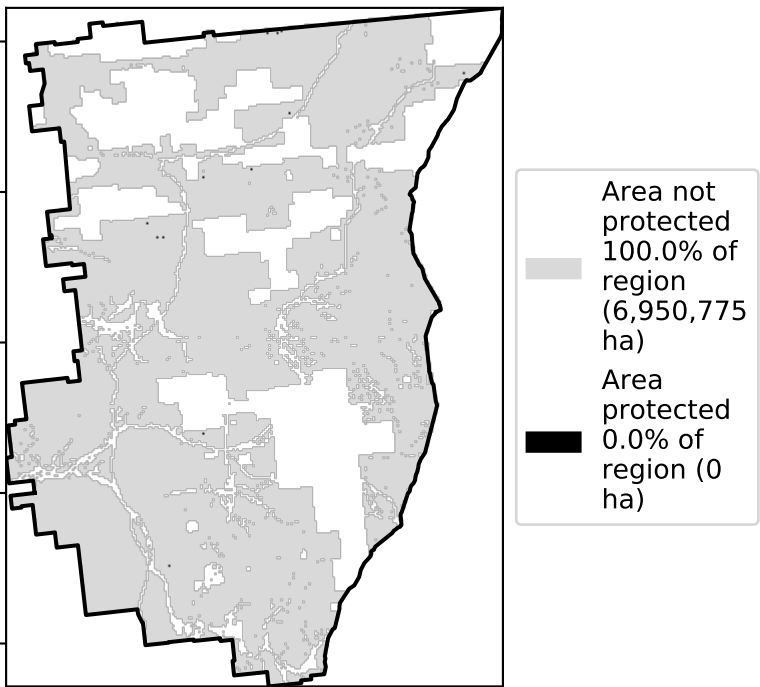 Area not
protected
100.0% of
region
(6,950,775
ha)
Area
protected
0.0% of
region (0
ha)